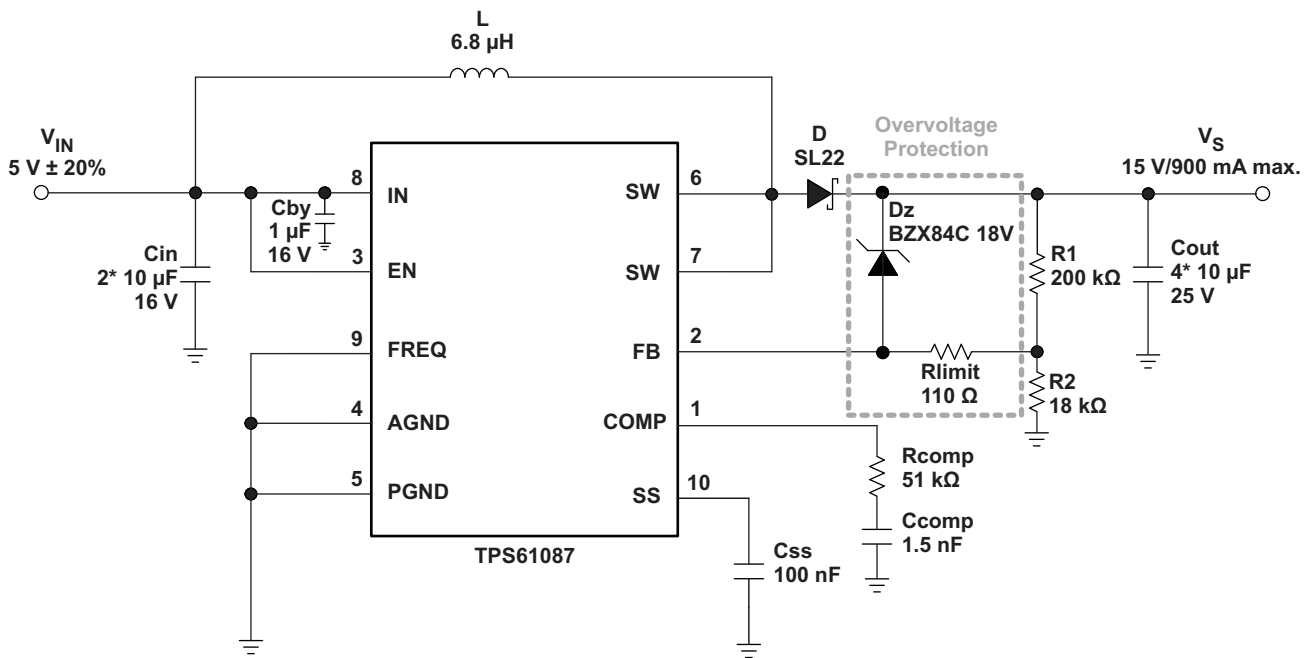 L
6.8 µH
V_IN
5 V ± 20%
Cin
2* 10 µF
16 V
Cby
1 µF
16 V
8
IN
3
EN
9
FREQ
4
AGND
5
PGND
6
SW
7
SW
2
FB
1
COMP
10
SS
TPS61087
D
SL22
Overvoltage
Protection
Dz
BZX84C 18V
Rlimit
110 Ω
R1
200 kΩ
R2
18 kΩ
V_S
15 V/900 mA max.
Cout
4* 10 µF
25 V
Rcomp
51 kΩ
Ccomp
1.5 nF
Css
100 nF